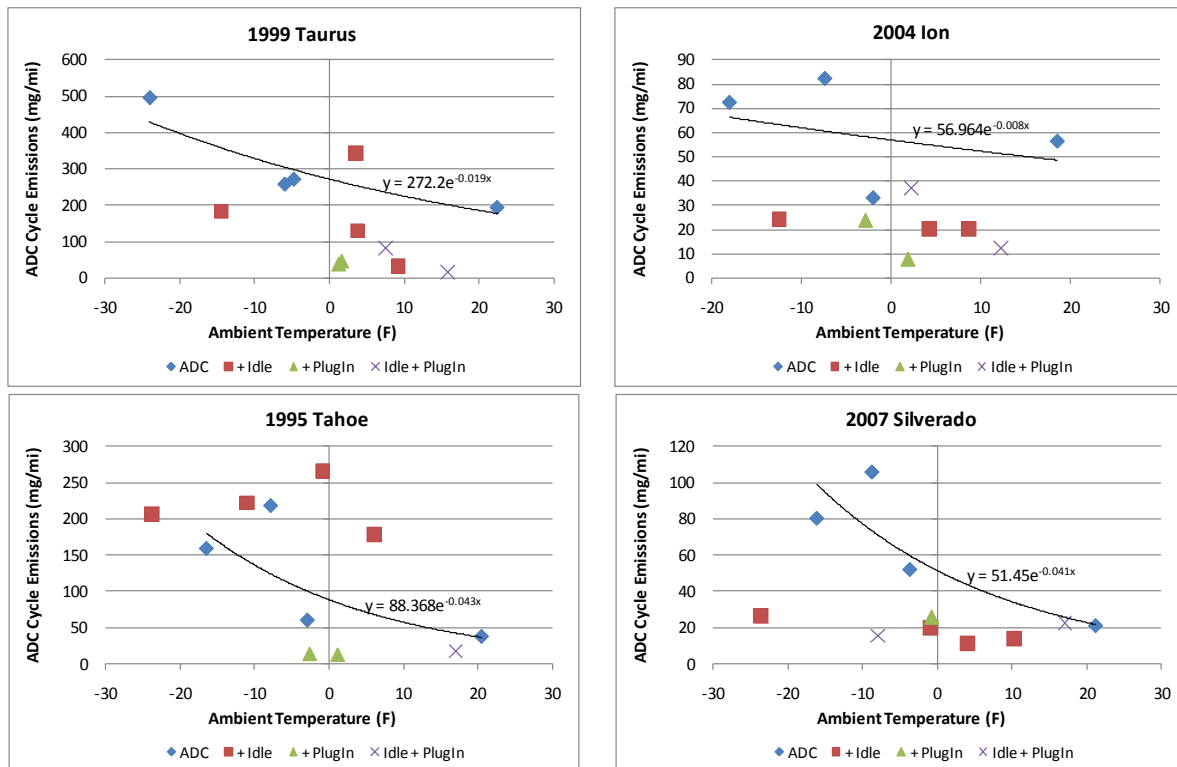 1999 Taurus
ADC Cycle Emissions (mg/mi)
600
500
400
300
200
100
0
y = 272.2e^-0.019x
-30 -20 -10 0 10 20 30
Ambient Temperature (F)
ADC + Idle + PlugIn Idle + PlugIn
2004 Ion
ADC Cycle Emissions (mg/mi)
90
80
70
60
50
40
30
20
10
0
y = 56.964e^-0.008x
-20 -10 0 10 20 30
Ambient Temperature (F)
ADC + Idle + PlugIn Idle + PlugIn
1995 Tahoe
ADC Cycle Emissions (mg/mi)
300
250
200
150
100
50
0
y = 88.368e^-0.043x
-30 -20 -10 0 10 20 30
Ambient Temperature (F)
ADC + Idle + PlugIn Idle + PlugIn
2007 Silverado
ADC Cycle Emissions (mg/mi)
120
100
80
60
40
20
0
y = 51.45e^-0.041x
-30 -20 -10 0 10 20 30
Ambient Temperature (F)
ADC + Idle + PlugIn Idle + PlugIn